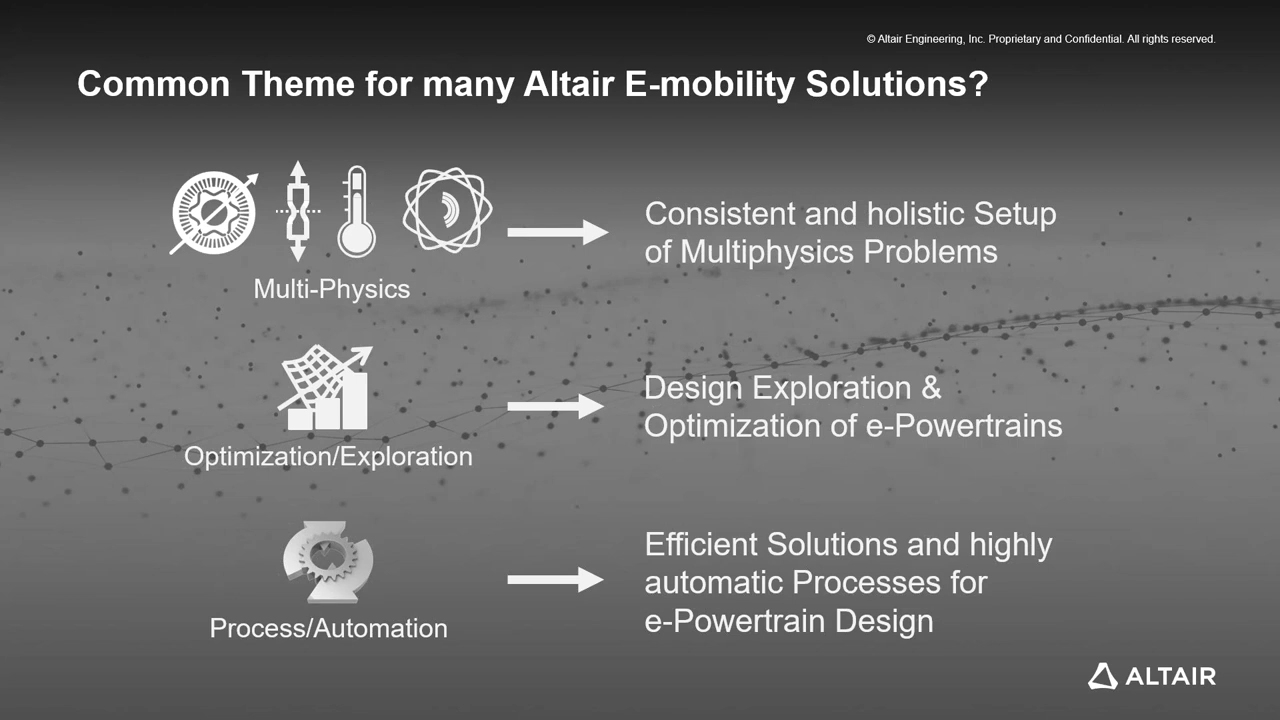 © Altair Engineering, Inc. Proprietary and Confidential. All rights reserved.
Common Theme for many Altair E-mobility Solutions?
Multi-Physics
Consistent and holistic Setup
of Multiphysics Problems
Optimization/Exploration
Design Exploration &
Optimization of e-Powertrains
Process/Automation
Efficient Solutions and highly
automatic Processes for
e-Powertrain Design
ALTAIR